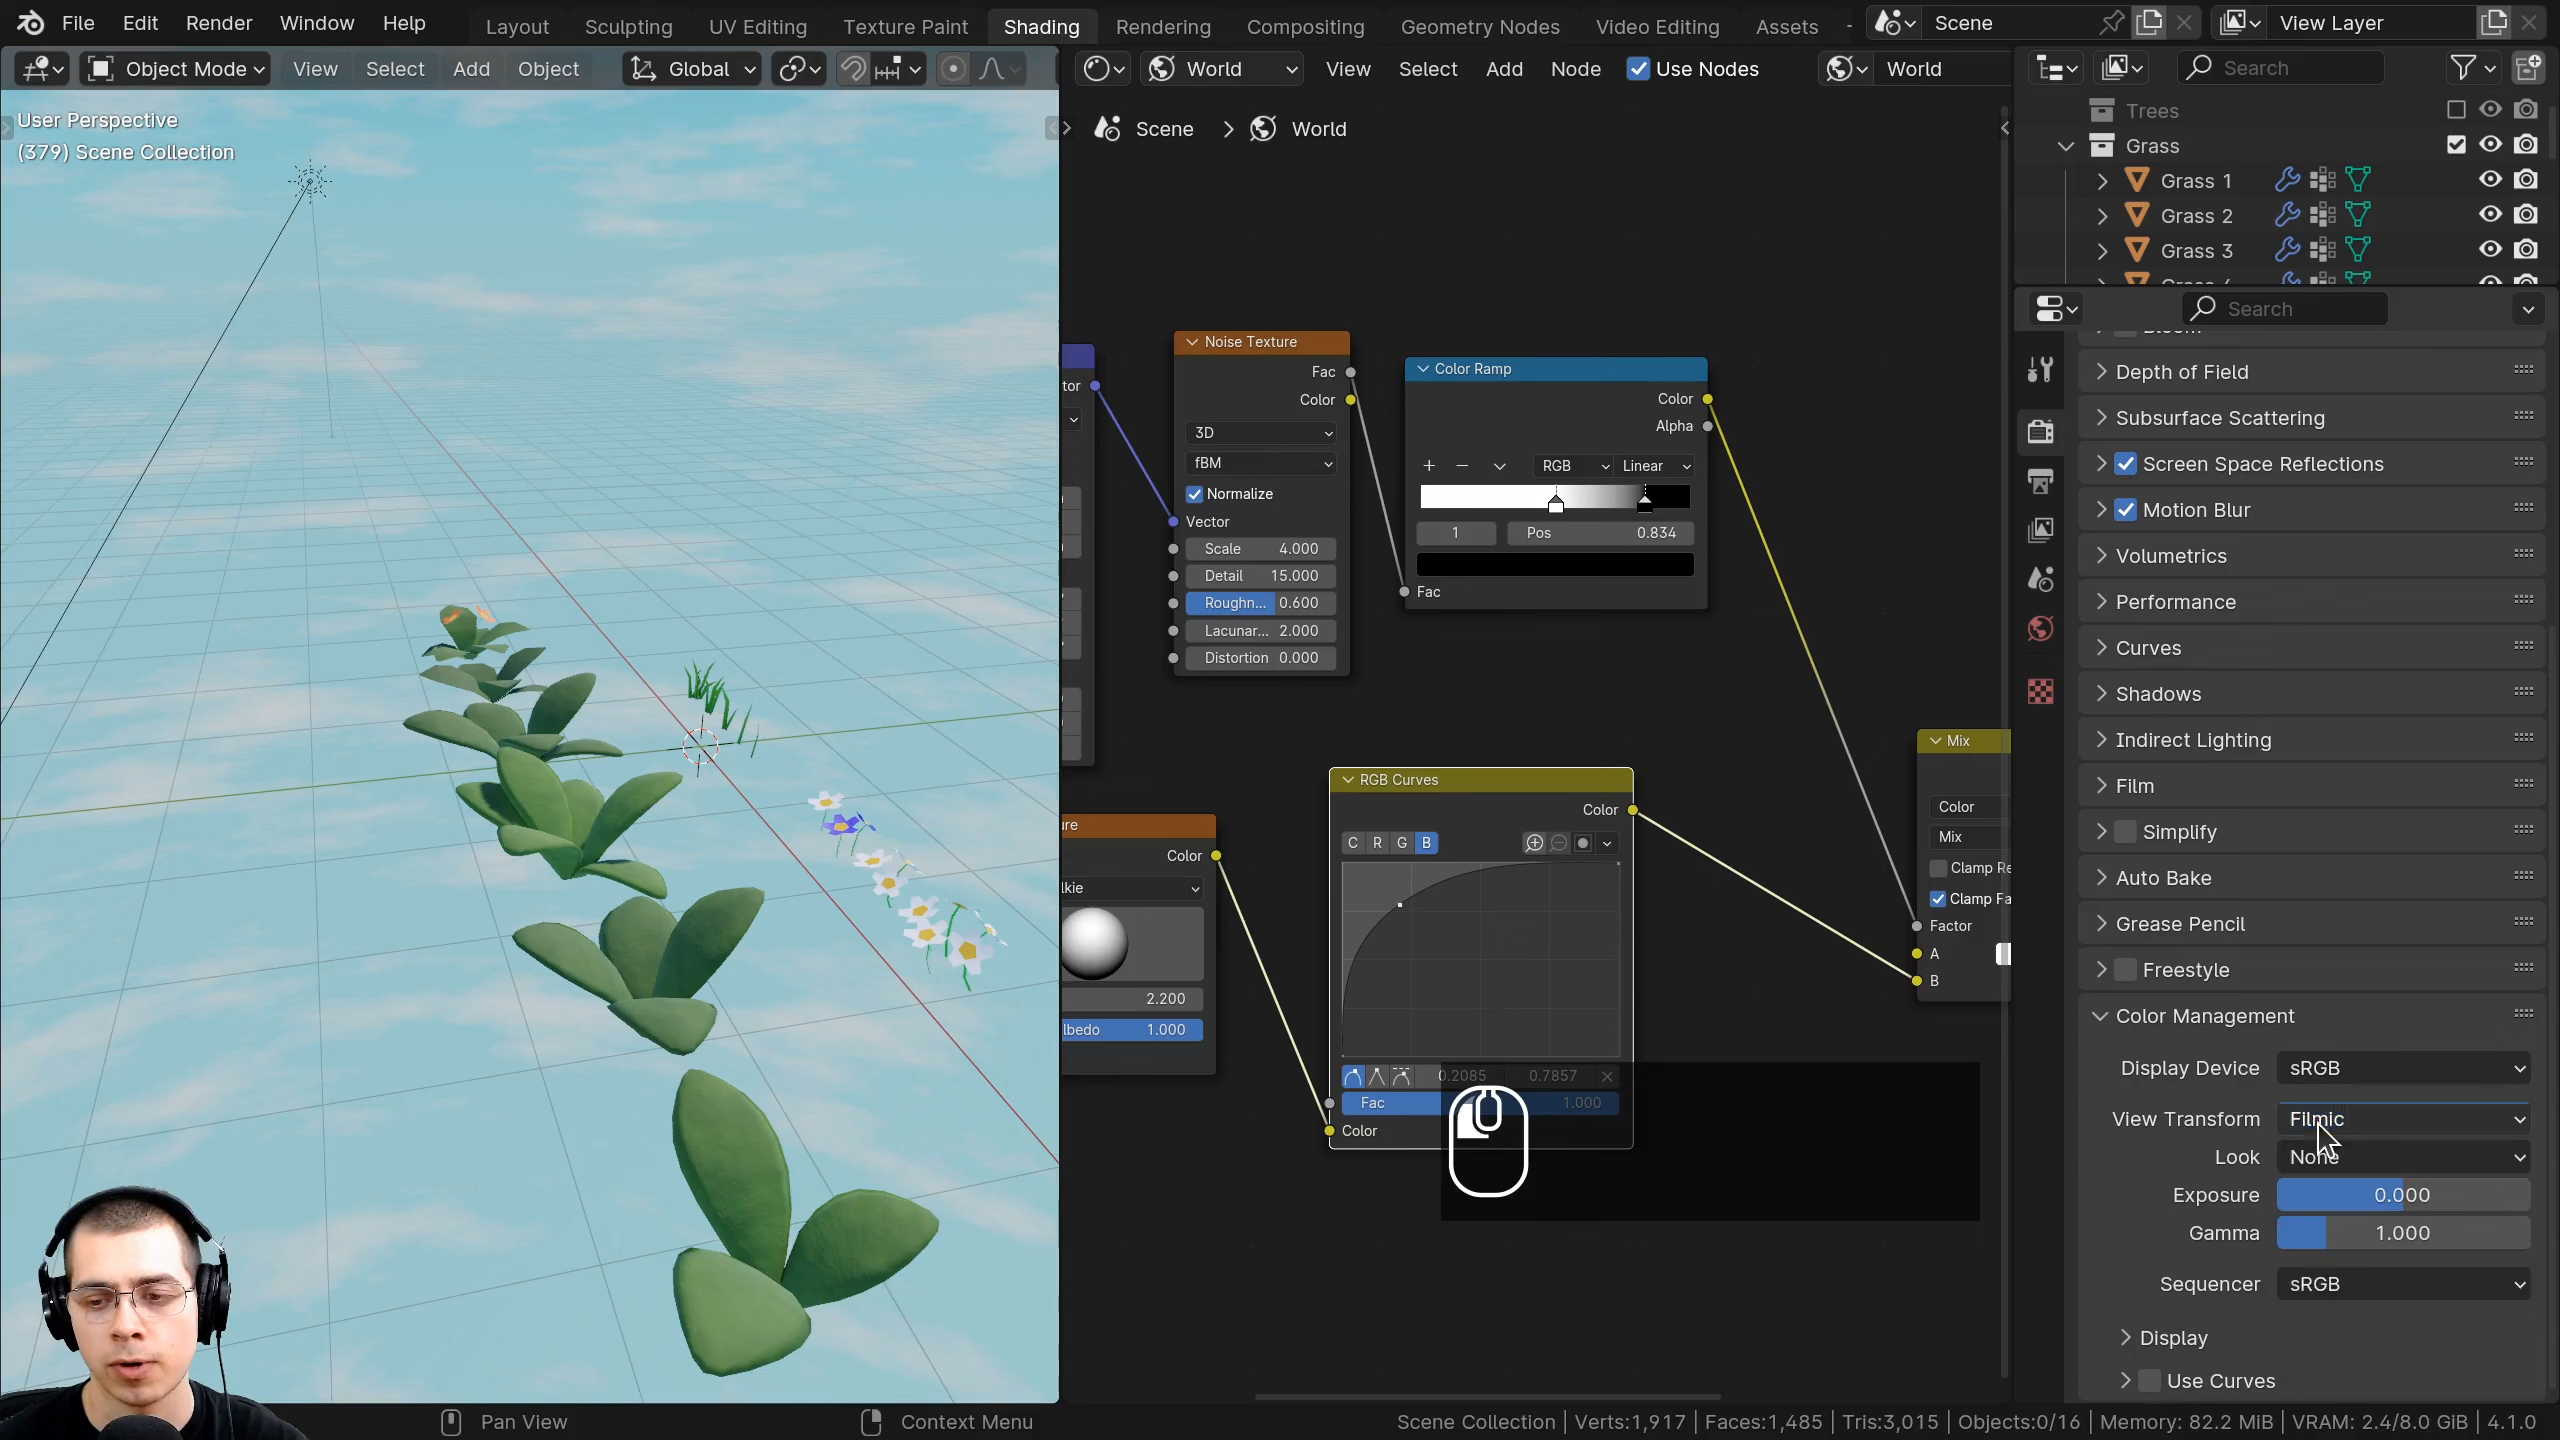 File Edit Render Window Help Layout Sculpting UV Editing Texture Paint Shading Rendering Compositing Geometry Nodes Video Editing Assets Scene View Layer
Object Mode View Select Add Object Global World View Select Add Node Use Nodes World Search
User Perspective
(379) Scene Collection
Scene World
Trees
Grass
Grass 1
Grass 2
Grass 3
Search
Noise Texture
Fac
Color
3D
fBM
Normalize
Vector
Scale 4.000
Detail 15.000
Roughn... 0.600
Lacunar... 2.000
Distortion 0.000
Color Ramp
Color
Alpha
RGB Linear
1 Pos 0.834
Fac
tor
ure
Color
lkie
2.200
lbedo 1.000
RGB Curves
Color
C R G B
0.2085 0.7857
Fac 1.000
Color
Mix
Color
Mix
Clamp Re
Clamp Fa
Factor
A
B
Depth of Field
Subsurface Scattering
Screen Space Reflections
Motion Blur
Volumetrics
Performance
Curves
Shadows
Indirect Lighting
Film
Simplify
Auto Bake
Grease Pencil
Freestyle
Color Management
Display Device sRGB
View Transform Filmic
Look None
Exposure 0.000
Gamma 1.000
Sequencer sRGB
Display
Use Curves
Pan View Context Menu Scene Collection | Verts:1,917 | Faces:1,485 | Tris:3,015 | Objects:0/16 | Memory: 82.2 MiB | VRAM: 2.4/8.0 GiB | 4.1.0